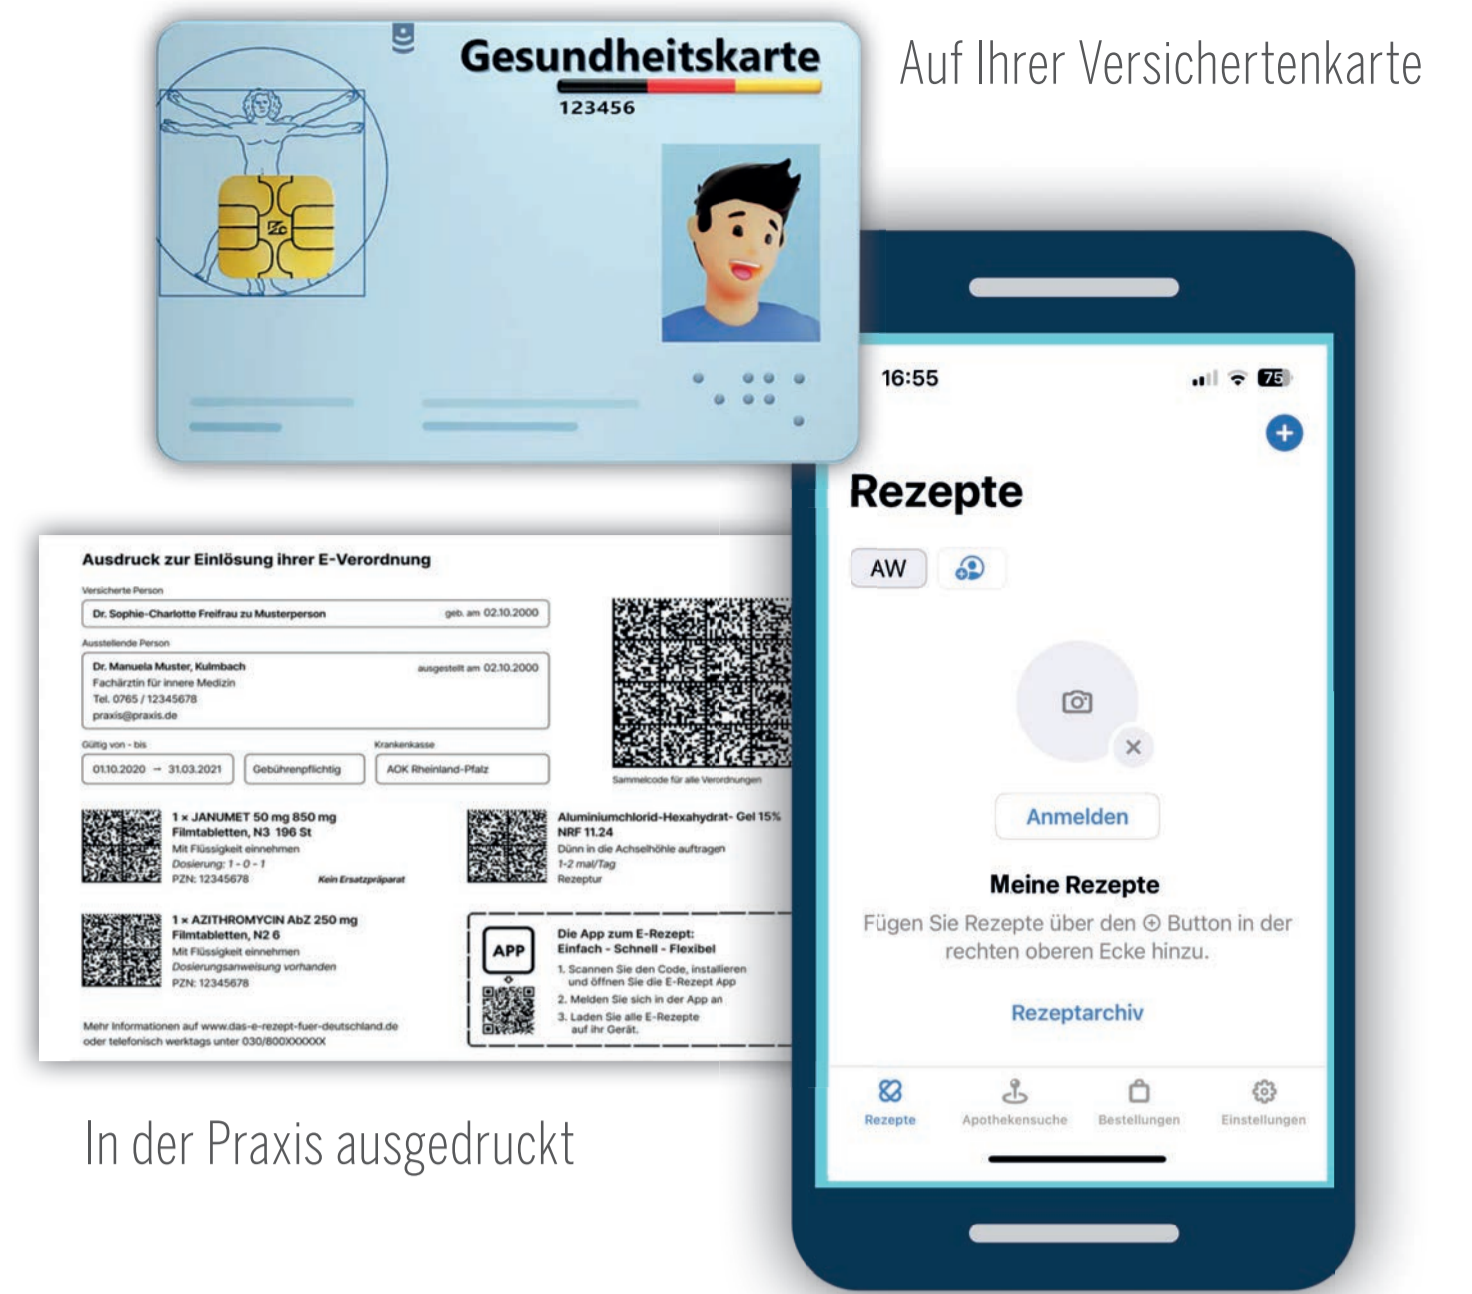 Gesundheitskarte
123456
Auf Ihrer Versichertenkarte
16:55
75
Rezepte
AW
Anmelden
Meine Rezepte
Fügen Sie Rezepte über den ⊕ Button in der
rechten oberen Ecke hinzu.
Rezeptarchiv
Rezepte
Apothekensuche
Bestellungen
Einstellungen
Ausdruck zur Einlösung ihrer E-Verordnung
Versicherte Person
Dr. Sophie-Charlotte Freifrau zu Musterperson geb. am 02.10.2000
Ausstellende Person
Dr. Manuela Muster, Kulmbach ausgestellt am 02.10.2000
Fachärztin für innere Medizin
Tel. 0765 / 12345678
praxis@praxis.de
Gültig von - bis Krankenkasse
01.10.2020 → 31.03.2021 Gebührenpflichtig AOK Rheinland-Pfalz
Sammelcode für alle Verordnungen
1 x JANUMET 50 mg 850 mg
Filmtabletten, N3 196 St
Mit Flüssigkeit einnehmen
Dosierung: 1 - 0 - 1
PZN: 12345678 Kein Ersatzpräparat
Aluminiumchlorid-Hexahydrat- Gel 15%
NRF 11.24
Dünn in die Achselhöhle auftragen
1-2 mal/Tag
Rezeptur
1 x AZITHROMYCIN AbZ 250 mg
Filmtabletten, N2 6
Mit Flüssigkeit einnehmen
Dosierungsanweisung vorhanden
PZN: 12345678
APP
Die App zum E-Rezept:
Einfach - Schnell - Flexibel
1. Scannen Sie den Code, installieren
und öffnen Sie die E-Rezept App
2. Melden Sie sich in der App an
3. Laden Sie alle E-Rezepte
auf ihr Gerät.
Mehr Informationen auf www.das-e-rezept-fuer-deutschland.de
oder telefonisch werktags unter 030/800XXXXXX
In der Praxis ausgedruckt